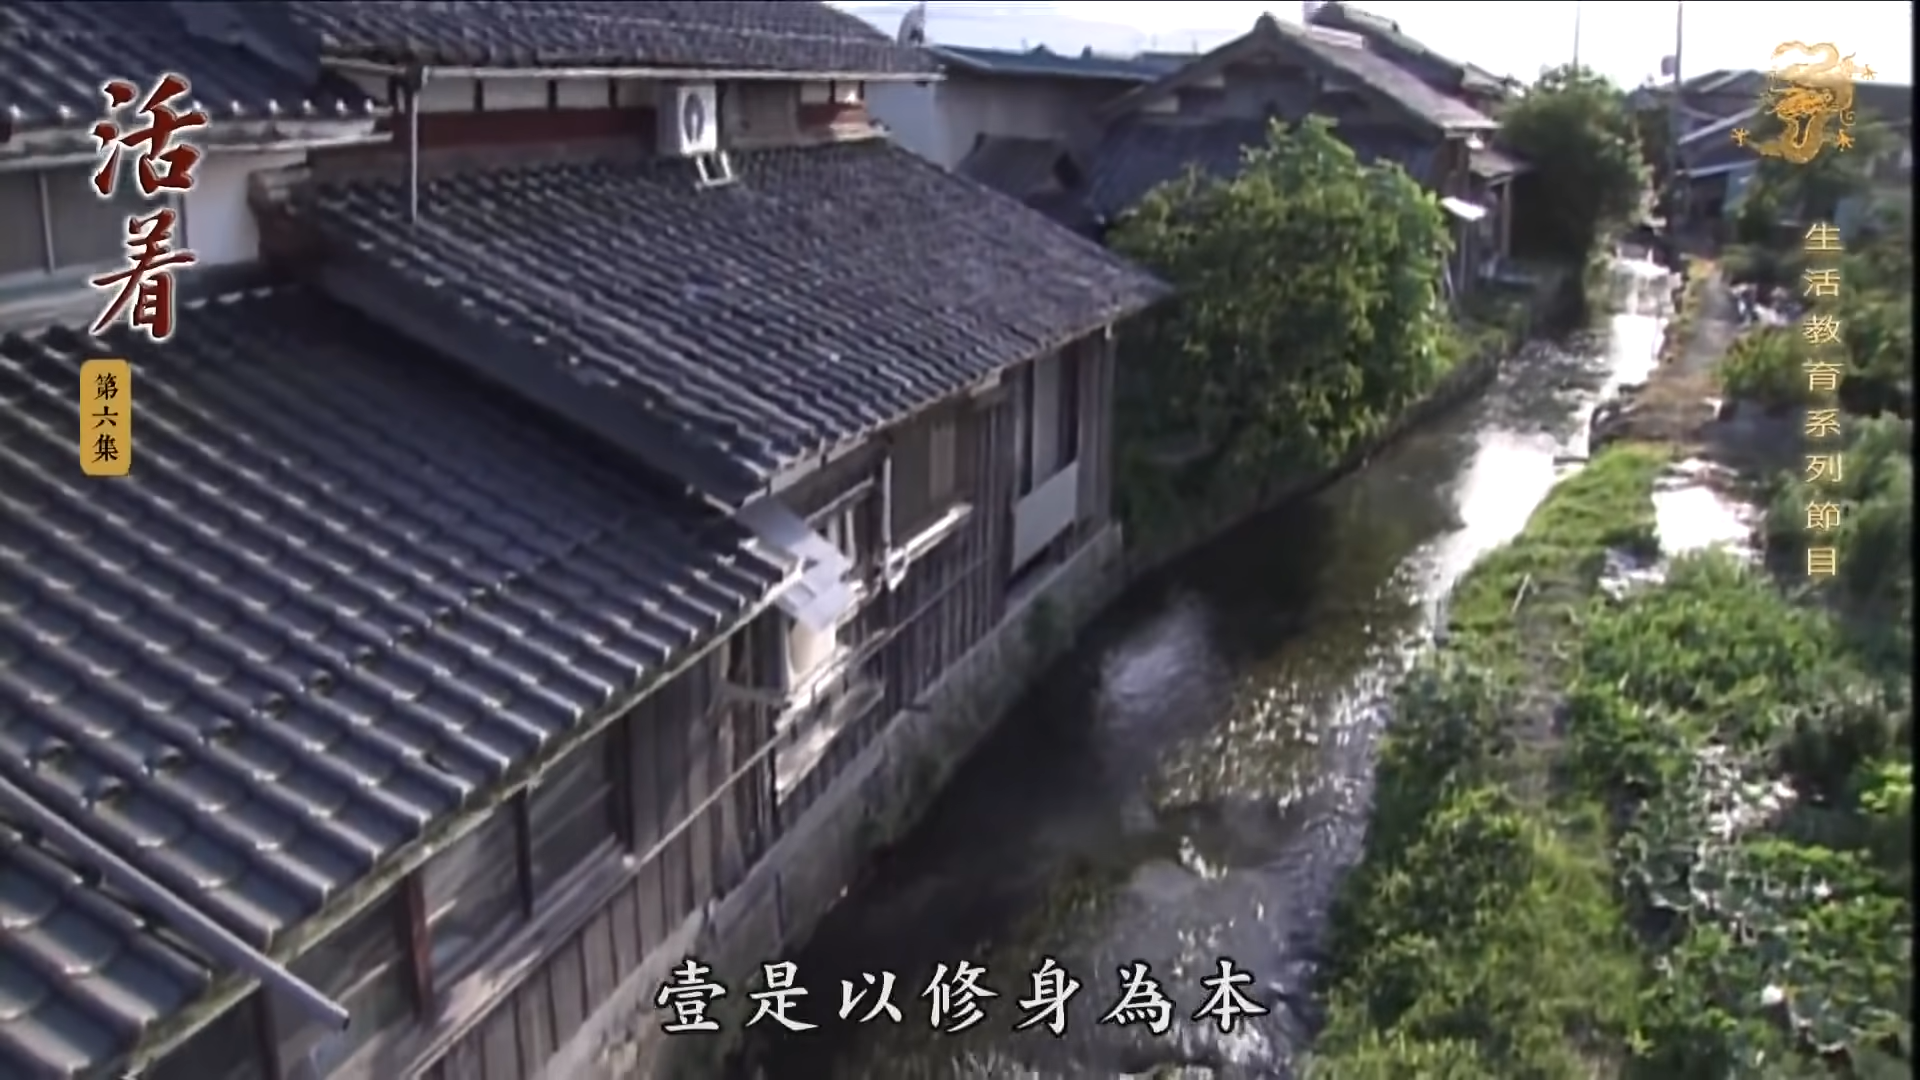 活着
第六集
生活教育系列節目
壹是以修身為本